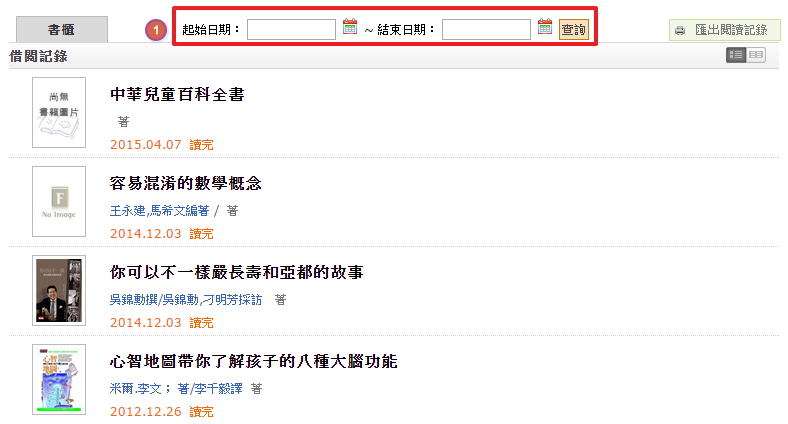 書櫃
1 起始日期： ~ 結束日期： 查詢
匯出閱讀記錄
借閱記錄
尚無
書籍圖片
中華兒童百科全書
著
2015.04.07 讀完
F
No Image
容易混淆的數學概念
王永建,馬希文編著 / 著
2014.12.03 讀完
你可以不一樣嚴長壽和亞都的故事
吳錦勳撰/吳錦勳,刁明芳採訪 著
2014.12.03 讀完
心智
地圖
心智地圖帶你了解孩子的八種大腦功能
米爾.李文； 著/李千毅譯 著
2012.12.26 讀完